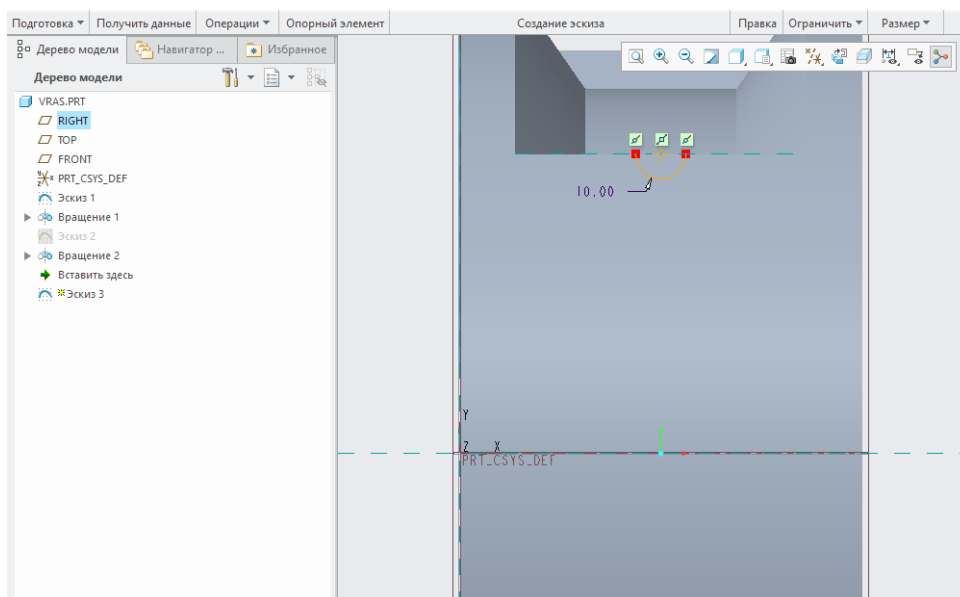 Подготовка Получить данные Операции Опорный элемент Создание эскиза Правка Ограничить Размер
Дерево модели Навигатор ... Избранное
Дерево модели
VRAS.PRT
RIGHT
TOP
FRONT
PRT_CSYS_DEF
Эскиз 1
Вращение 1
Эскиз 2
Вращение 2
Вставить здесь
Эскиз 3
10.00
Y
Z X
PRT_CSYS_DEF